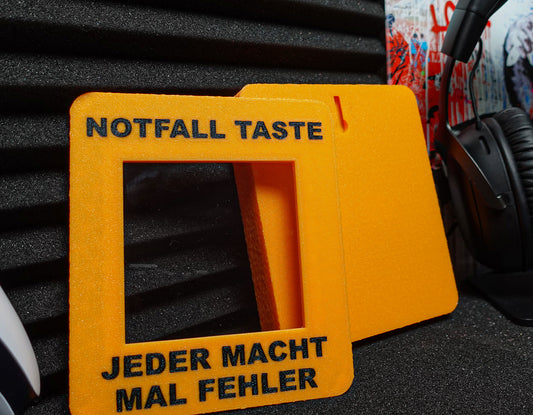 NOTFALL TASTE
JEDER MACHT
MAL FEHLER